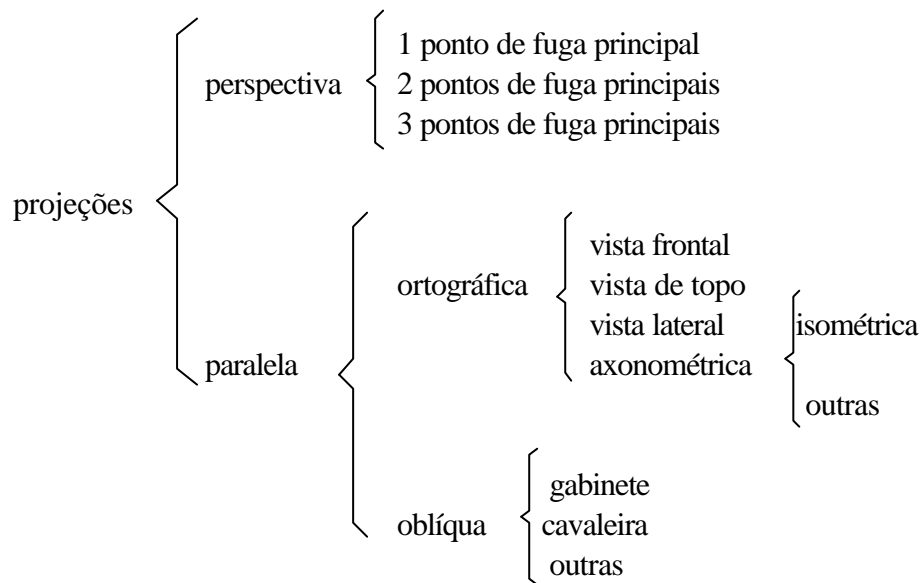 projeções
perspectiva
1 ponto de fuga principal
2 pontos de fuga principais
3 pontos de fuga principais
paralela
ortográfica
vista frontal
vista de topo
vista lateral
axonométrica
isométrica
outras
oblíqua
gabinete
cavaleira
outras